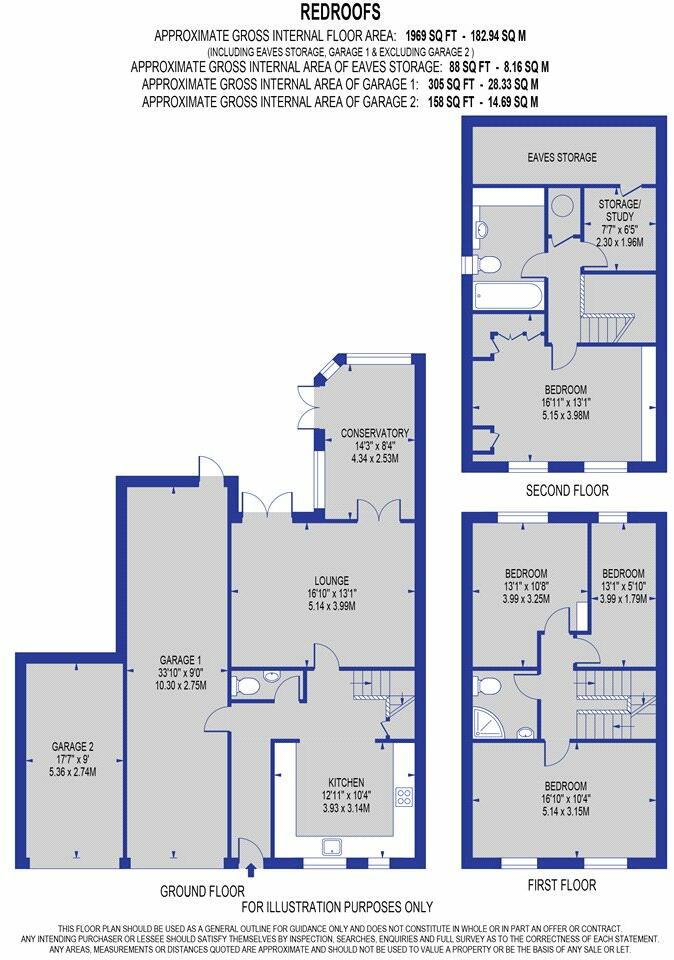 REDROOFS
APPROXIMATE GROSS INTERNAL FLOOR AREA: 1969 SQ FT - 182.94 SQ M
(INCLUDING EAVES STORAGE, GARAGE 1 & EXCLUDING GARAGE 2 )
APPROXIMATE GROSS INTERNAL AREA OF EAVES STORAGE: 88 SQ FT - 8.16 SQ M
APPROXIMATE GROSS INTERNAL AREA OF GARAGE 1: 305 SQ FT - 28.33 SQ M
APPROXIMATE GROSS INTERNAL AREA OF GARAGE 2: 158 SQ FT - 14.69 SQ M
EAVES STORAGE
STORAGE/
STUDY
7'7" x 6'5"
2.30 x 1.96M
BEDROOM
16'11" x 13'1"
5.15 x 3.98M
SECOND FLOOR
CONSERVATORY
14'3" x 8'4"
4.34 x 2.53M
LOUNGE
16'10" x 13'1"
5.14 x 3.99M
GARAGE 1
33'10" x 9'0"
10.30 x 2.75M
GARAGE 2
17'7" x 9'
5.36 x 2.74M
KITCHEN
12'11" x 10'4"
3.93 x 3.14M
GROUND FLOOR
BEDROOM
13'1" x 10'8"
3.99 x 3.25M
BEDROOM
13'1" x 5'10"
3.99 x 1.79M
BEDROOM
16'10" x 10'4"
5.14 x 3.15M
FIRST FLOOR
FOR ILLUSTRATION PURPOSES ONLY
THIS FLOOR PLAN SHOULD BE USED AS A GENERAL OUTLINE FOR GUIDANCE ONLY AND DOES NOT CONSTITUTE IN WHOLE OR IN PART AN OFFER OR CONTRACT.
ANY INTENDING PURCHASER OR LESSEE SHOULD SATISFY THEMSELVES BY INSPECTION, SEARCHES, ENQUIRIES AND FULL SURVEY AS TO THE CORRECTNESS OF EACH STATEMENT.
ANY AREAS, MEASUREMENTS OR DISTANCES QUOTED ARE APPROXIMATE AND SHOULD NOT BE USED TO VALUE A PROPERTY OR BE THE BASIS OF ANY SALE OR LET.